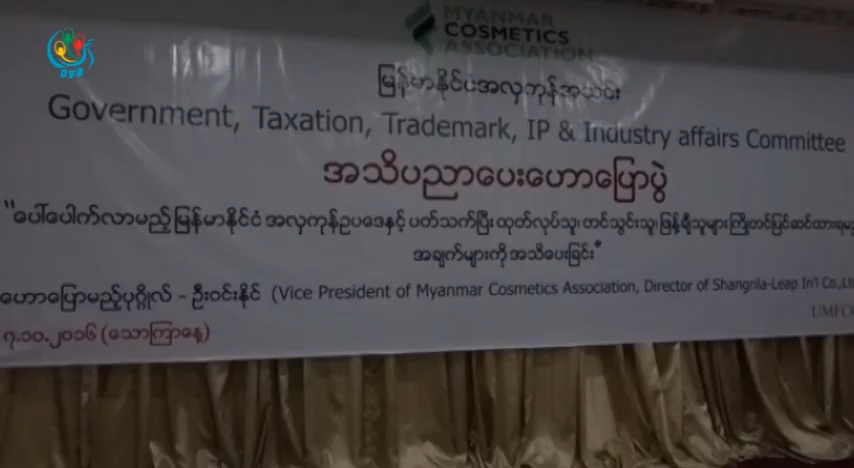 DVB
MYANMAR
COSMETICS
ASSOCIATION
မြန်မာနိုင်ငံအလှကုန်အသင်း
Government, Taxation, Trademark, IP & Industry affairs Committee
အသိပညာပေးဟောပြောပွဲ
"ပေါ်ပေါက်လာမည့် မြန်မာနိုင်ငံ အလှကုန်ဥပဒေနှင့် ပတ်သက်ပြီး ထုတ်လုပ်သူ၊ တင်သွင်းသူ၊ ဖြန့်ချိသူများ ကြိုတင်ပြင်ဆင်ထားရမည့်
အချက်များကို အသိပေးခြင်း"
ဟောပြောမည့်ပုဂ္ဂိုလ် - ဦးဝင်းနိုင် (Vice President of Myanmar Cosmetics Association, Director of Shangrila-Leap In'l Co.,Lt
၇.၁၀.၂၀၁၆ (သောကြာနေ့)